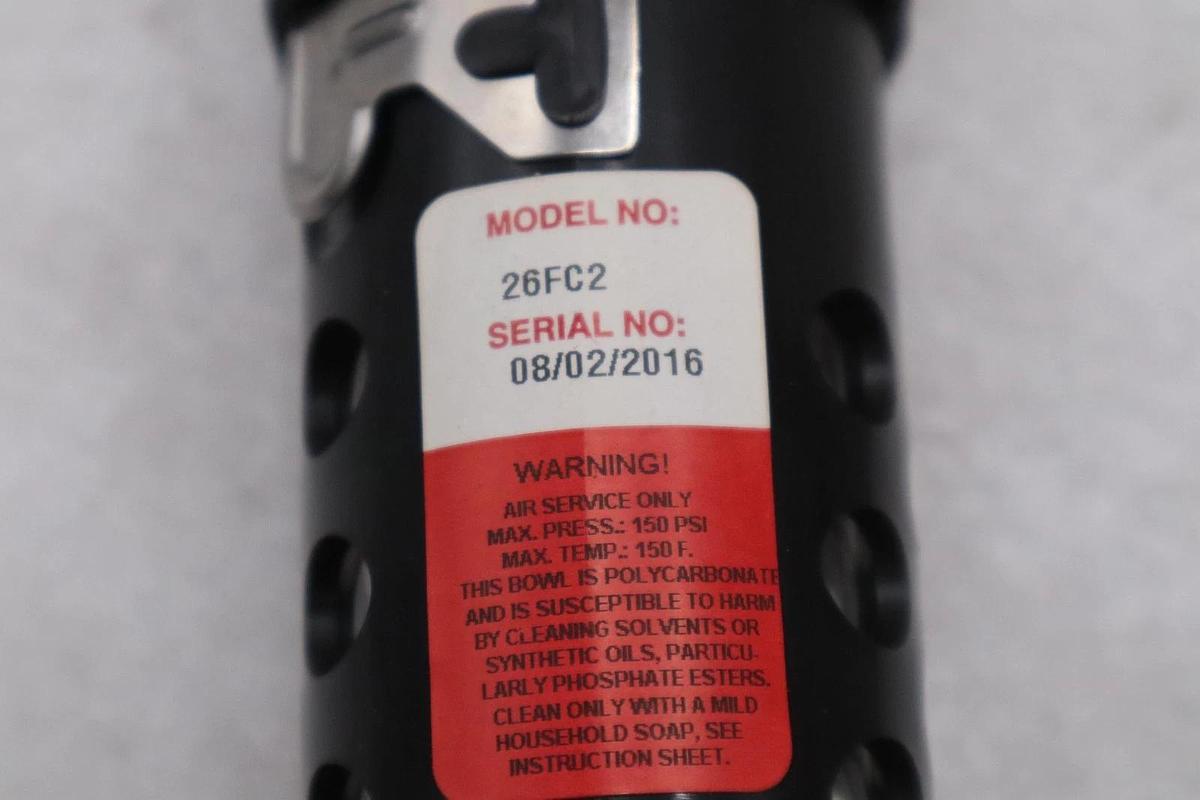 MODEL NO:
26FC2
SERIAL NO:
08/02/2016
WARNING!
AIR SERVICE ONLY
MAX. PRESS.: 150 PSI
MAX. TEMP.: 150 F.
THIS BOWL IS POLYCARBONATE
AND IS SUSCEPTIBLE TO HARM
BY CLEANING SOLVENTS OR
SYNTHETIC OILS, PARTICU-
LARLY PHOSPHATE ESTERS.
CLEAN ONLY WITH A MILD
HOUSEHOLD SOAP, SEE
INSTRUCTION SHEET.